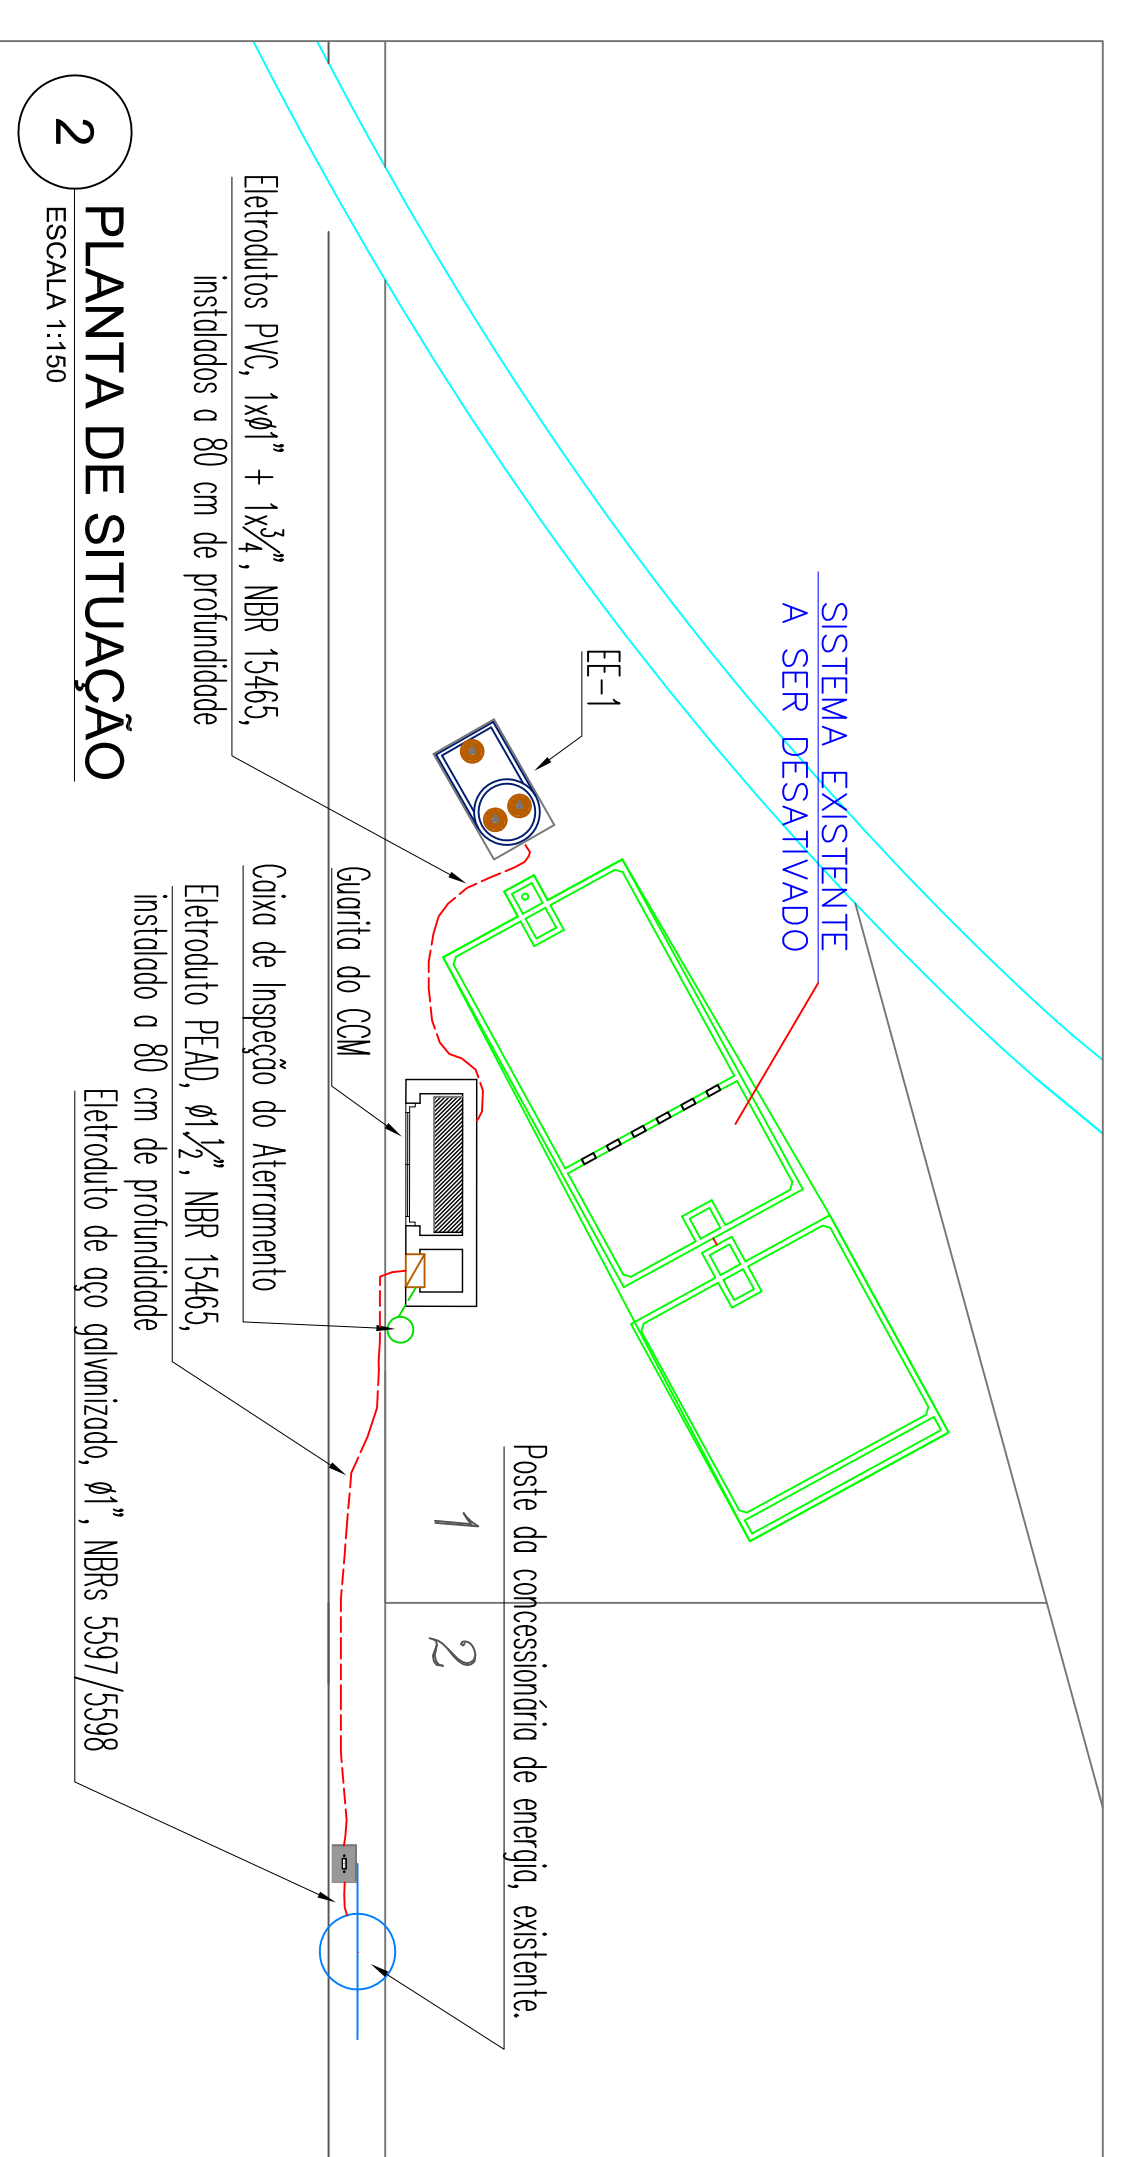 SISTEMA EXISTENTE
A SER DESATIVADO
EE-1
Poste da concessionária de energia, existente.
1
2
Guarita do CCM
Caixa de Inspeção do Aterramento
Eletroduto PEAD, ø1.½", NBR 15465,
instalado a 80 cm de profundidade
Eletroduto de aço galvanizado, ø1", NBRs 5597/5598
Eletrodutos PVC, 1xø1" + 1x¾", NBR 15465,
instalados a 80 cm de profundidade
2
PLANTA DE SITUAÇÃO
ESCALA 1:150